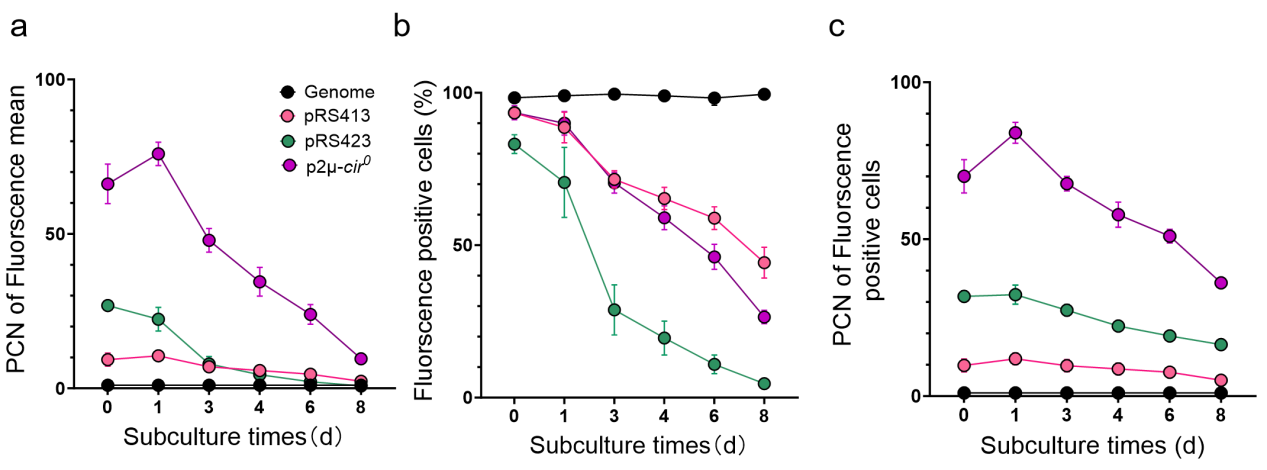 a
PCN of Fluorescence mean
100
50
0
Genome
pRS413
pRS423
p2μ-cir⁰
0 1 3 4 6 8
Subculture times(d)
b
Fluorescence positive cells (%)
100
50
0
0 1 3 4 6 8
Subculture times(d)
c
PCN of Fluorscence
positive cells
100
50
0
0 1 3 4 6 8
Subculture times (d)